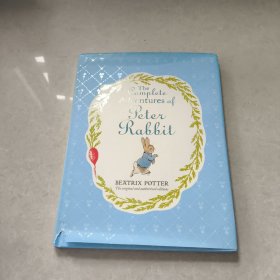 The
Complete
Adventures of
Peter
Rabbit
BEATRIX POTTER
The original and authorized edition